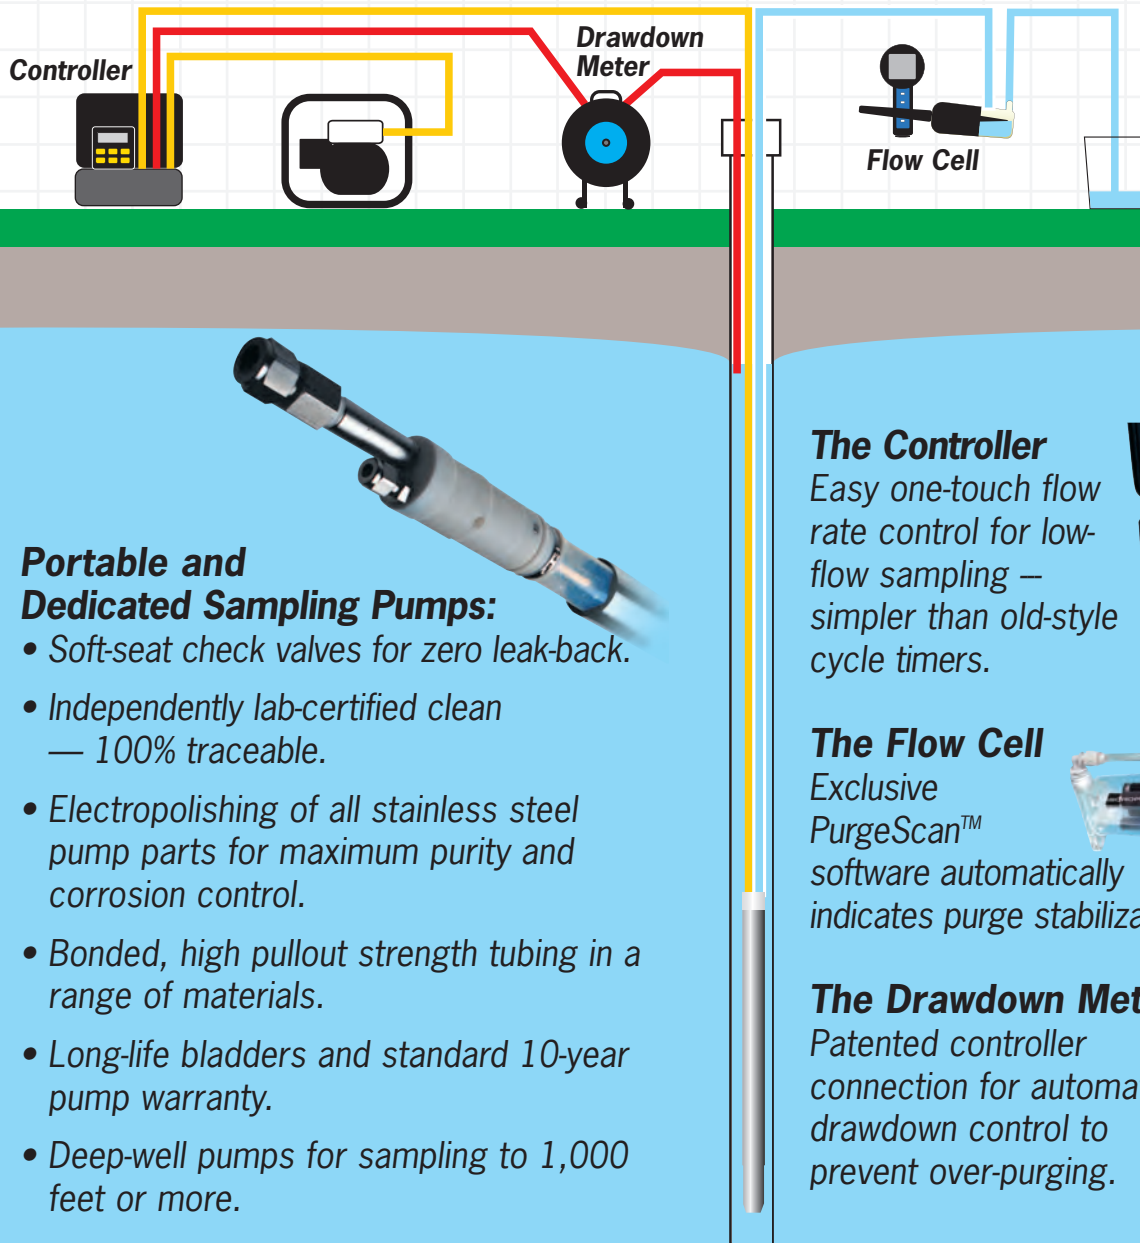 Controller
Drawdown
Meter
Flow Cell
Portable and
Dedicated Sampling Pumps:
• Soft-seat check valves for zero leak-back.
• Independently lab-certified clean
— 100% traceable.
• Electropolishing of all stainless steel
pump parts for maximum purity and
corrosion control.
• Bonded, high pullout strength tubing in a
range of materials.
• Long-life bladders and standard 10-year
pump warranty.
• Deep-well pumps for sampling to 1,000
feet or more.
The Controller
Easy one-touch flow
rate control for low-
flow sampling –
simpler than old-style
cycle timers.
The Flow Cell
Exclusive
PurgeScan™
software automatically
indicates purge stabiliza
The Drawdown Met
Patented controller
connection for automa
drawdown control to
prevent over-purging.